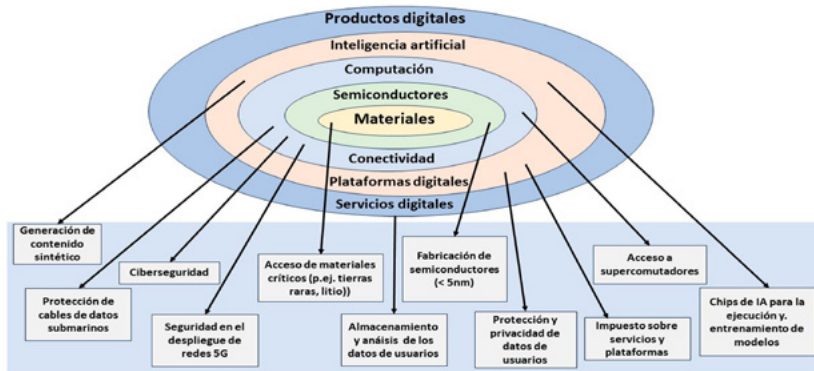 Productos digitales
Inteligencia artificial
Computación
Semiconductores
Materiales
Conectividad
Plataformas digitales
Servicios digitales
Generación de
contenido
sintético
Protección de
cables de datos
submarinos
Ciberseguridad
Seguridad en el
despliegue de
redes 5G
Acceso de materiales
críticos (p.ej. tierras
raras, litio))
Almacenamiento
y análisis de los
datos de usuarios
Fabricación de
semiconductores
(< 5nm)
Protección y
privacidad de
datos de
usuarios
Impuesto sobre
servicios y
plataformas
Acceso a
supercomutadores
Chips de IA para la
ejecución y.
entrenamiento de
modelos